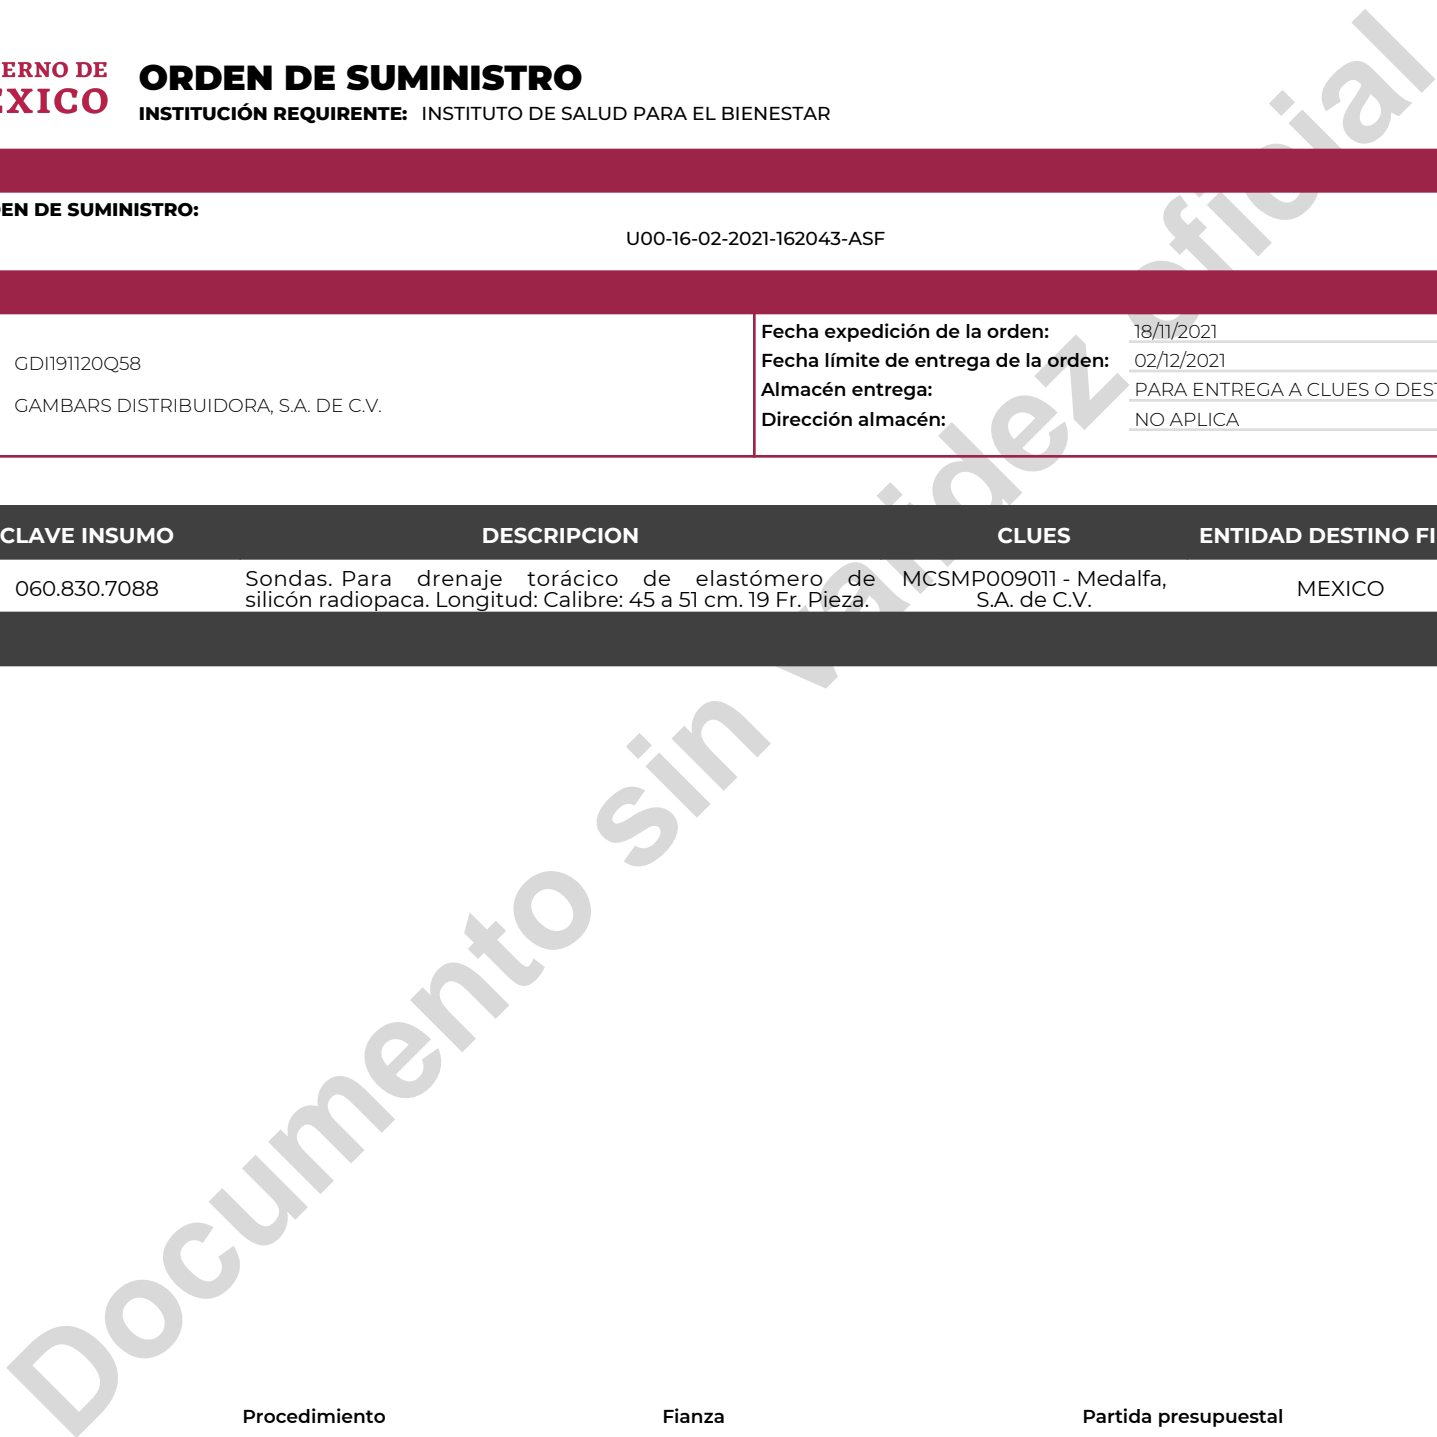 ERNO DE
ORDEN DE SUMINISTRO
EXICO
INSTITUCIÓN REQUIRENTE: INSTITUTO DE SALUD PARA EL BIENESTAR
EN DE SUMINISTRO:
U00-16-02-2021-162043-ASF
GDI191120Q58
GAMBARS DISTRIBUIDORA, S.A. DE C.V.
Fecha expedición de la orden: 18/11/2021
Fecha límite de entrega de la orden: 02/12/2021
Almacén entrega: PARA ENTREGA A CLUES O DEST
Dirección almacén: NO APLICA
CLAVE INSUMO DESCRIPCION CLUES ENTIDAD DESTINO FI
060.830.7088
Sondas. Para drenaje torácico de elastómero de
silicón radiopaca. Longitud: Calibre: 45 a 51 cm. 19 Fr. Pieza.
MCSMP009011 - Medalfa,
S.A. de C.V.
MEXICO
Documento sin validez oficial
Procedimiento Fianza Partida presupuestal